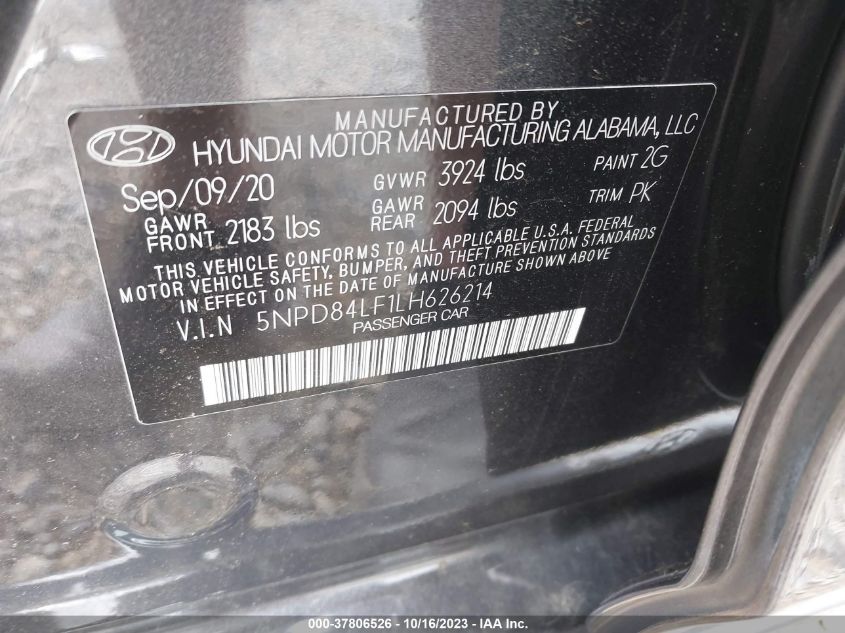 MANUFACTURED BY
HYUNDAI MOTOR MANUFACTURING ALABAMA, LLC
Sep/09/20 GVWR 3924 lbs PAINT 2G
GAWR FRONT 2183 lbs GAWR REAR 2094 lbs TRIM PK
THIS VEHICLE CONFORMS TO ALL APPLICABLE U.S.A. FEDERAL
MOTOR VEHICLE SAFETY, BUMPER, AND THEFT PREVENTION STANDARDS
IN EFFECT ON THE DATE OF MANUFACTURE SHOWN ABOVE
V.I.N 5NPD84LF1LH626214
PASSENGER CAR
000-37806526 - 10/16/2023 - IAA Inc.